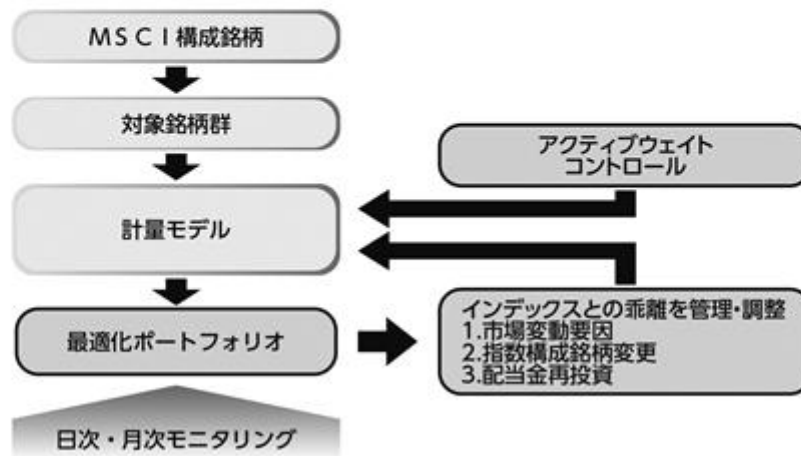 ＭＳＣＩ構成銘柄
対象銘柄群
アクティブウェイト
コントロール
計量モデル
最適化ポートフォリオ
インデックスとの乖離を管理・調整
1.市場変動要因
2.指数構成銘柄変更
3.配当金再投資
日次・月次モニタリング